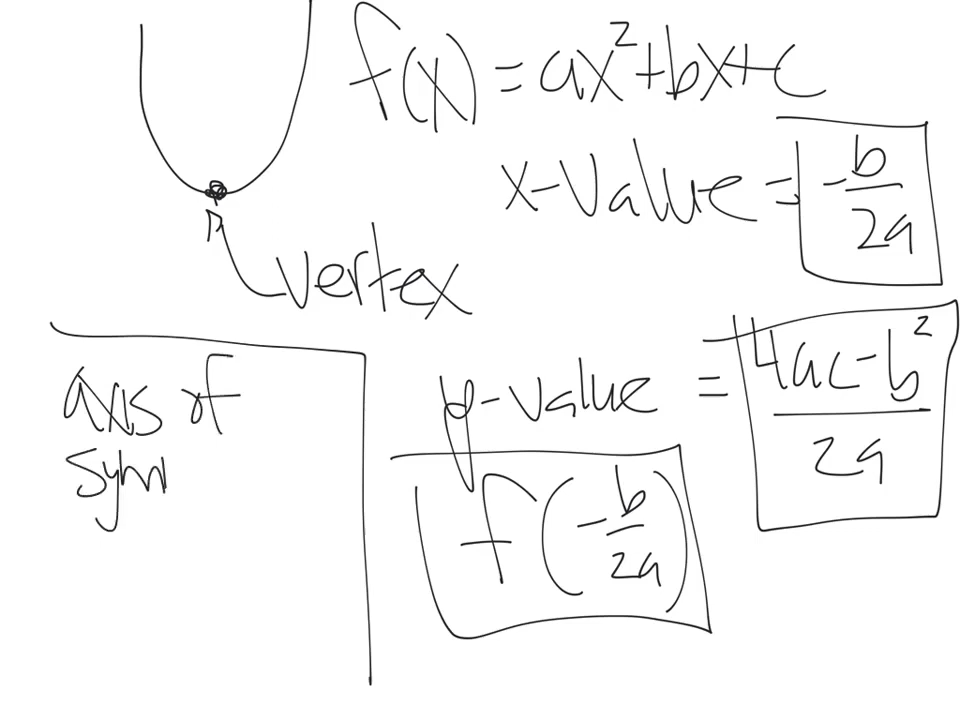 f(x) = ax²+bx+c
x-value = -b/2a
vertex
y-value = 4ac-b²/2a
f(-b/2a)
axis of
sym